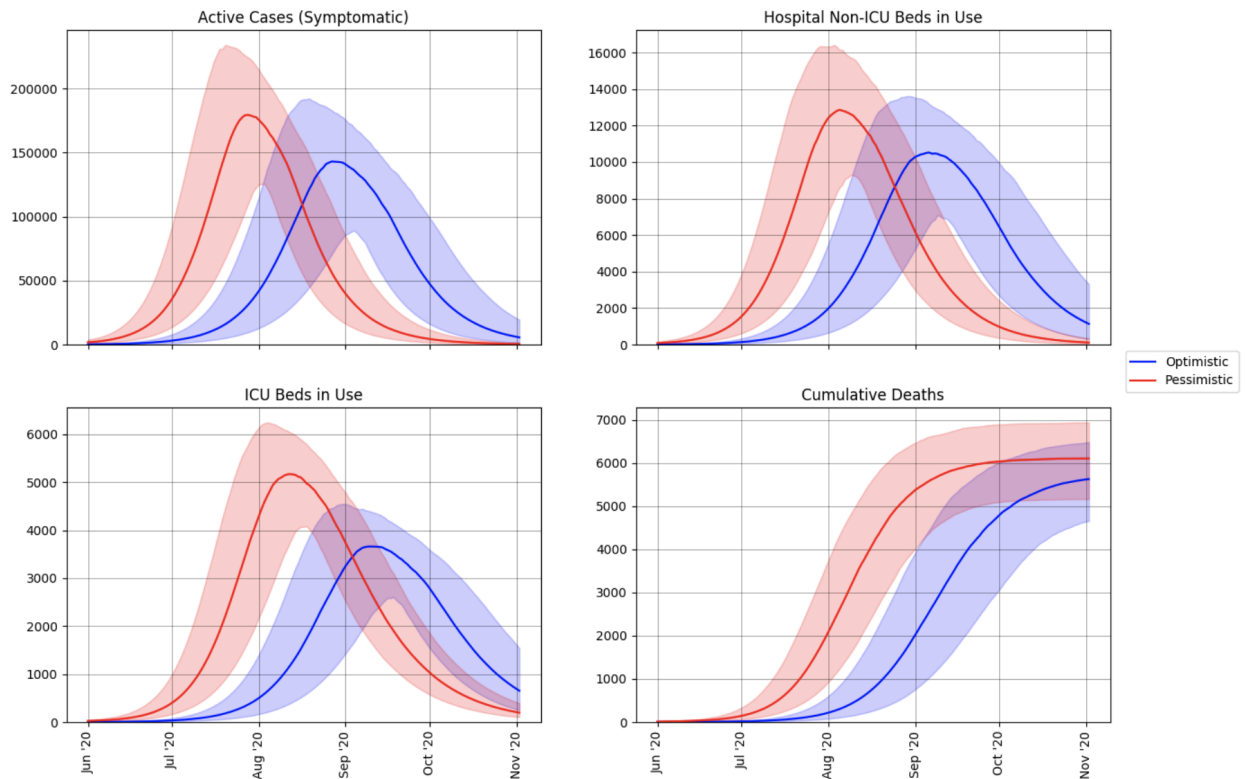 Active Cases (Symptomatic)
200000
150000
100000
50000
0
Hospital Non-ICU Beds in Use
16000
14000
12000
10000
8000
6000
4000
2000
0
Optimistic
Pessimistic
ICU Beds in Use
6000
5000
4000
3000
2000
1000
0
Jun '20
Jul '20
Aug '20
Sep '20
Oct '20
Nov '20
Cumulative Deaths
7000
6000
5000
4000
3000
2000
1000
0
Jun '20
Jul '20
Aug '20
Sep '20
Oct '20
Nov '20